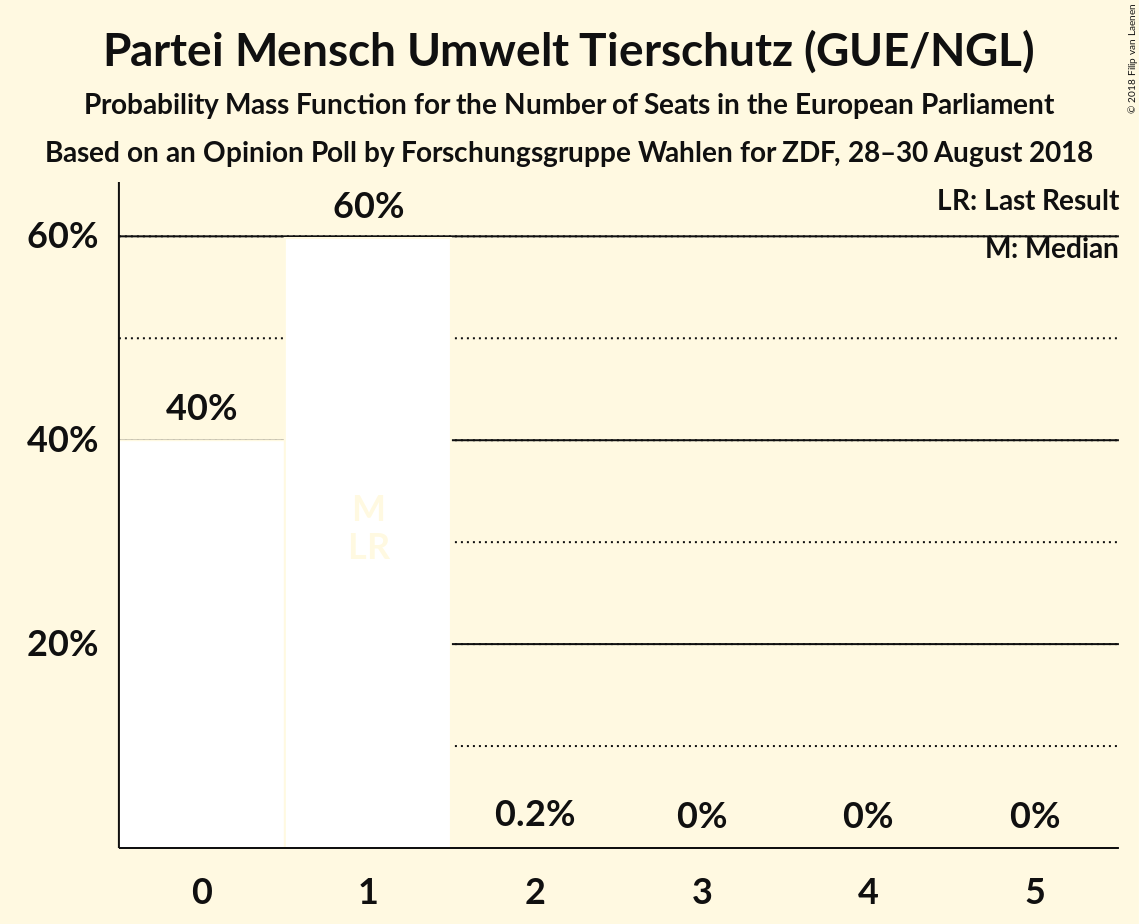 Partei Mensch Umwelt Tierschutz (GUE/NGL)
Probability Mass Function for the Number of Seats in the European Parliament
Based on an Opinion Poll by Forschungsgruppe Wahlen for ZDF, 28–30 August 2018
© 2018 Filip van Laenen
LR: Last Result
M: Median
60%
40%
20%
60%
40%
M
LR
0.2%
0%
0%
0%
0
1
2
3
4
5